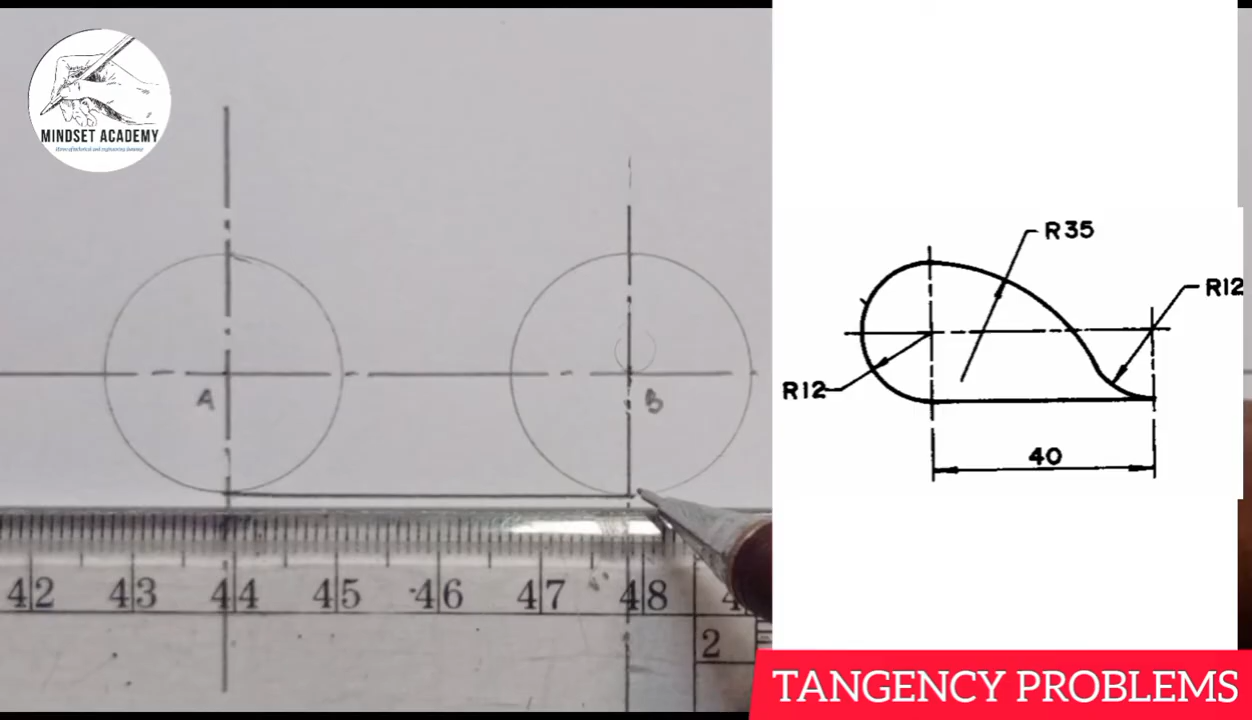 MINDSET ACADEMY
A
B
42 43 44 45 46 47 48
2
R35
R12
R12
40
TANGENCY PROBLEMS